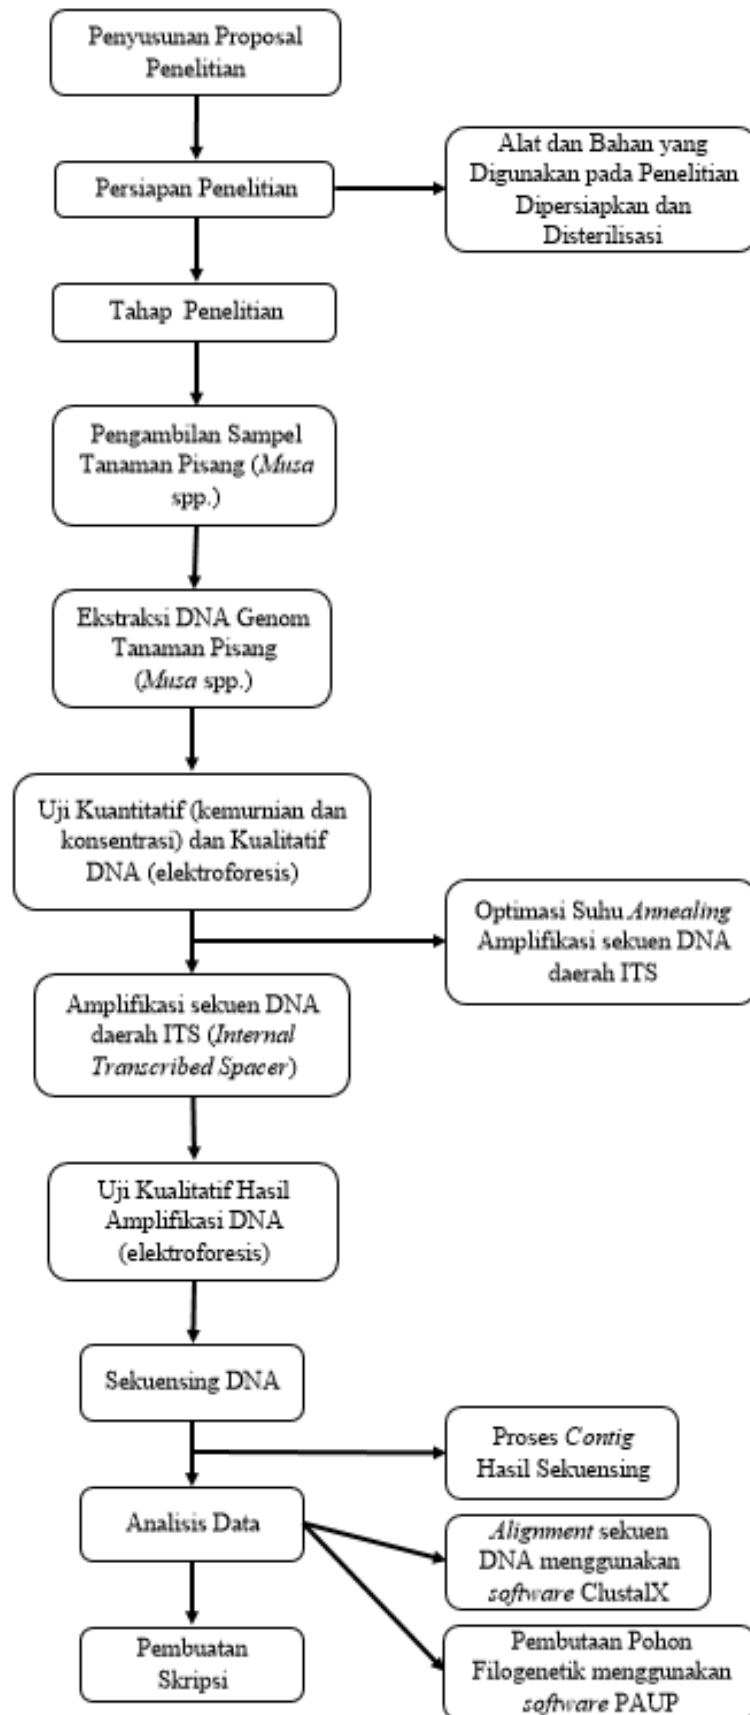 Penyusunan Proposal
Penelitian
Persiapan Penelitian
Alat dan Bahan yang
Digunakan pada Penelitian
Dipersiapkan dan
Disterilisasi
Tahap Penelitian
Pengambilan Sampel
Tanaman Pisang (Musa
spp.)
Ekstraksi DNA Genom
Tanaman Pisang
(Musa spp.)
Uji Kuantitatif (kemurnian dan
konsentrasi) dan Kualitatif
DNA (elektroforesis)
Optimasi Suhu Annealing
Amplifikasi sekuen DNA
daerah ITS
Amplifikasi sekuen DNA
daerah ITS (Internal
Transcribed Spacer)
Uji Kualitatif Hasil
Amplifikasi DNA
(elektroforesis)
Sekuensing DNA
Proses Contig
Hasil Sekuensing
Analisis Data
Alignment sekuen
DNA menggunakan
software ClustalX
Pembuatan
Skripsi
Pembutaan Pohon
Filogenetik menggunakan
software PAUP